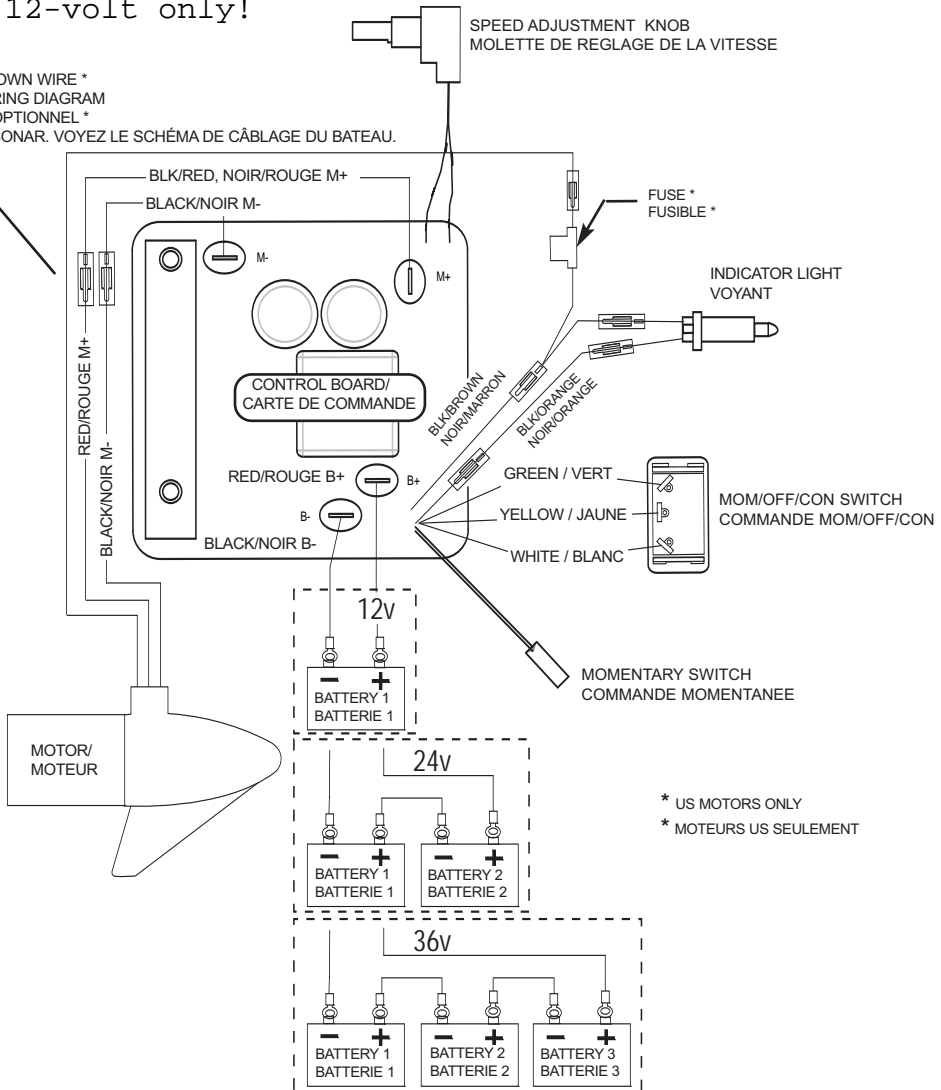 12-volt only!
SPEED ADJUSTMENT KNOB
MOLETTE DE REGLAGE DE LA VITESSE
WIRE *
DIAGRAM
OPTIONNEL *
SONAR. VOYEZ LE SCHÉMA DE CÂBLAGE DU BATEAU.
BLK/RED, NOIR/ROUGE M+
BLACK/NOIR M-
FUSE *
FUSIBLE *
M-
M+
INDICATOR LIGHT
VOYANT
RED/ROUGE M+
BLACK/NOIR M-
CONTROL BOARD/
CARTE DE COMMANDE
BLK/BROWN
NOIR/MARRON
BLK/ORANGE
NOIR/ORANGE
RED/ROUGE B+
B+
B-
BLACK/NOIR B-
GREEN / VERT
YELLOW / JAUNE
WHITE / BLANC
MOM/OFF/CON SWITCH
COMMANDE MOM/OFF/CON
12v
BATTERY 1
BATTERIE 1
MOMENTARY SWITCH
COMMANDE MOMENTANEE
MOTOR/
MOTEUR
24v
BATTERY 1
BATTERIE 1
BATTERY 2
BATTERIE 2
* US MOTORS ONLY
* MOTEURS US SEULEMENT
36v
BATTERY 1
BATTERIE 1
BATTERY 2
BATTERIE 2
BATTERY 3
BATTERIE 3